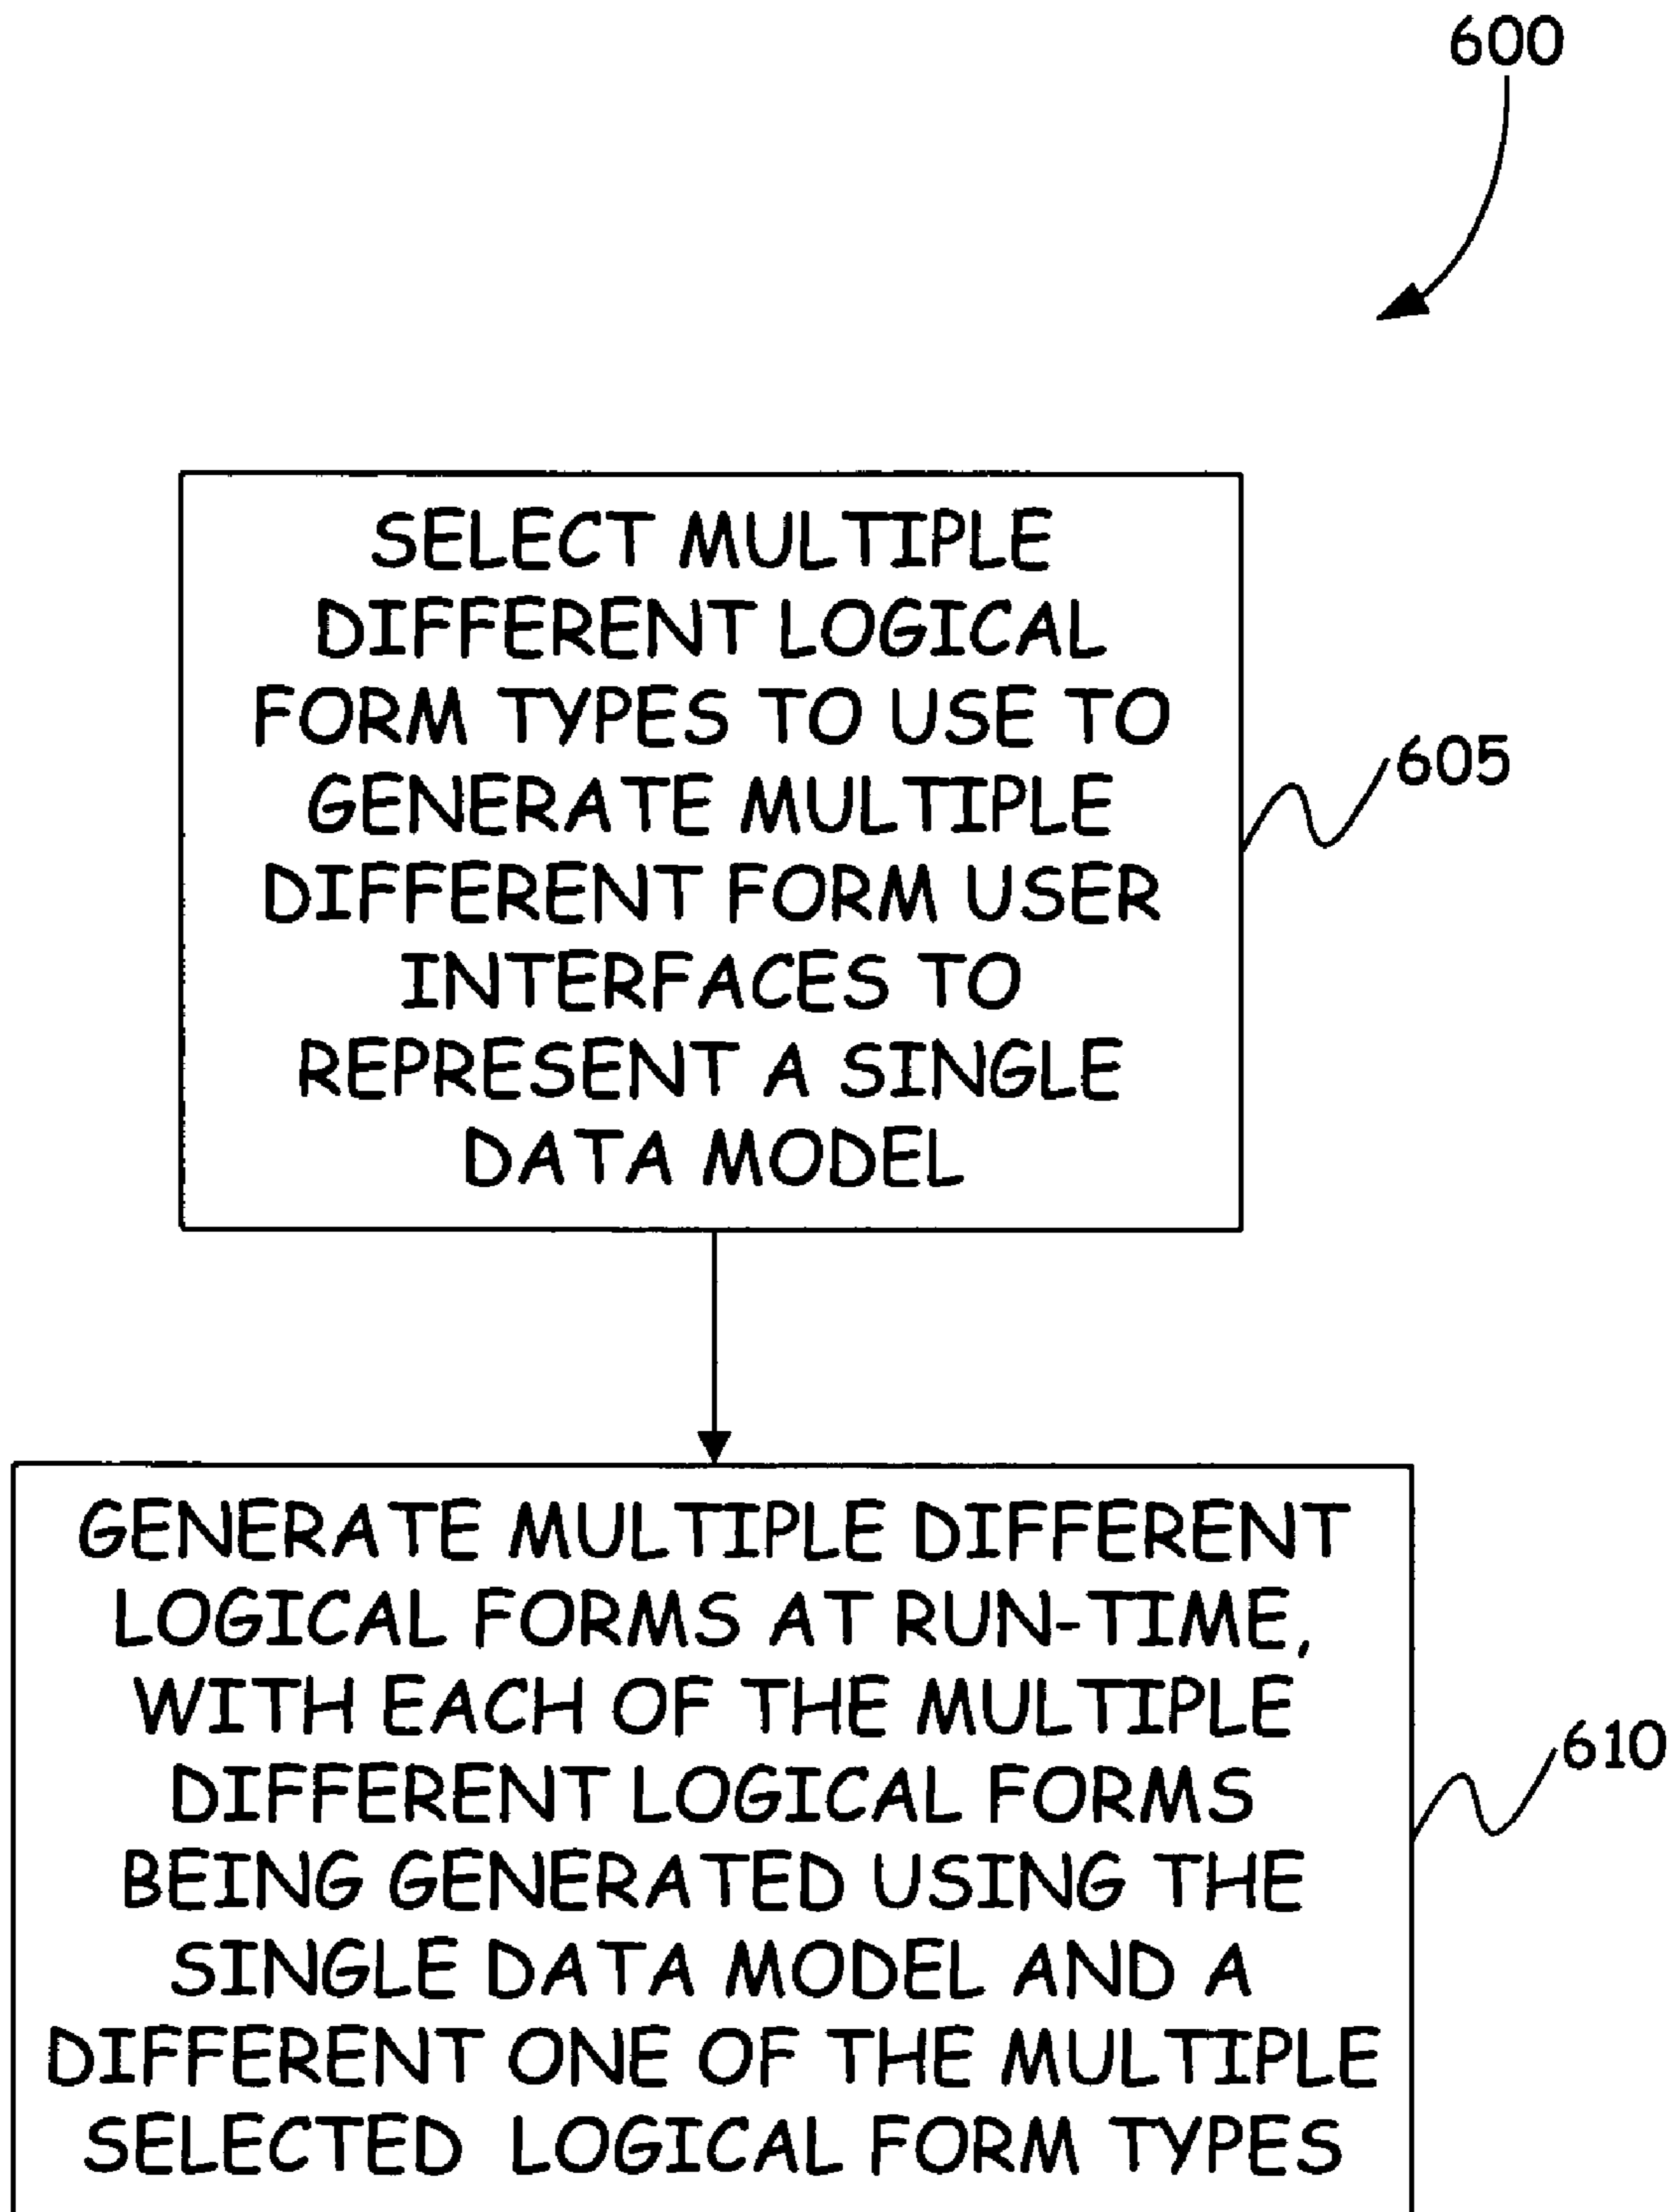 600
SELECT MULTIPLE
DIFFERENT LOGICAL
FORM TYPES TO USE TO
GENERATE MULTIPLE
DIFFERENT FORM USER
INTERFACES TO
REPRESENT A SINGLE
DATA MODEL
605
GENERATE MULTIPLE DIFFERENT
LOGICAL FORMS AT RUN-TIME,
WITH EACH OF THE MULTIPLE
DIFFERENT LOGICAL FORMS
BEING GENERATED USING THE
SINGLE DATA MODEL AND A
DIFFERENT ONE OF THE MULTIPLE
SELECTED LOGICAL FORM TYPES
610